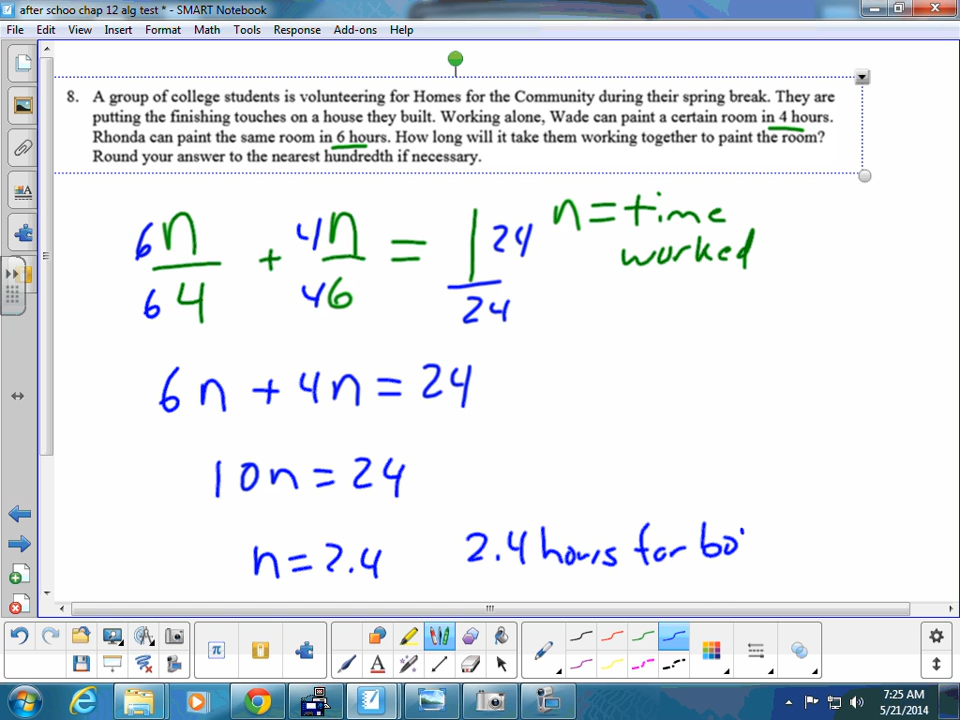 after schoo chap 12 alg test * - SMART Notebook
File Edit View Insert Format Math Tools Response Add-ons Help
8. A group of college students is volunteering for Homes for the Community during their spring break. They are
putting the finishing touches on a house they built. Working alone, Wade can paint a certain room in 4 hours.
Rhonda can paint the same room in 6 hours. How long will it take them working together to paint the room?
Round your answer to the nearest hundredth if necessary.
6n + 4n = 1 24 n = time
worked
6 4 46 24
6n + 4n = 24
10n = 24
n = 2.4 2.4 hours for bo
7:25 AM
5/21/2014